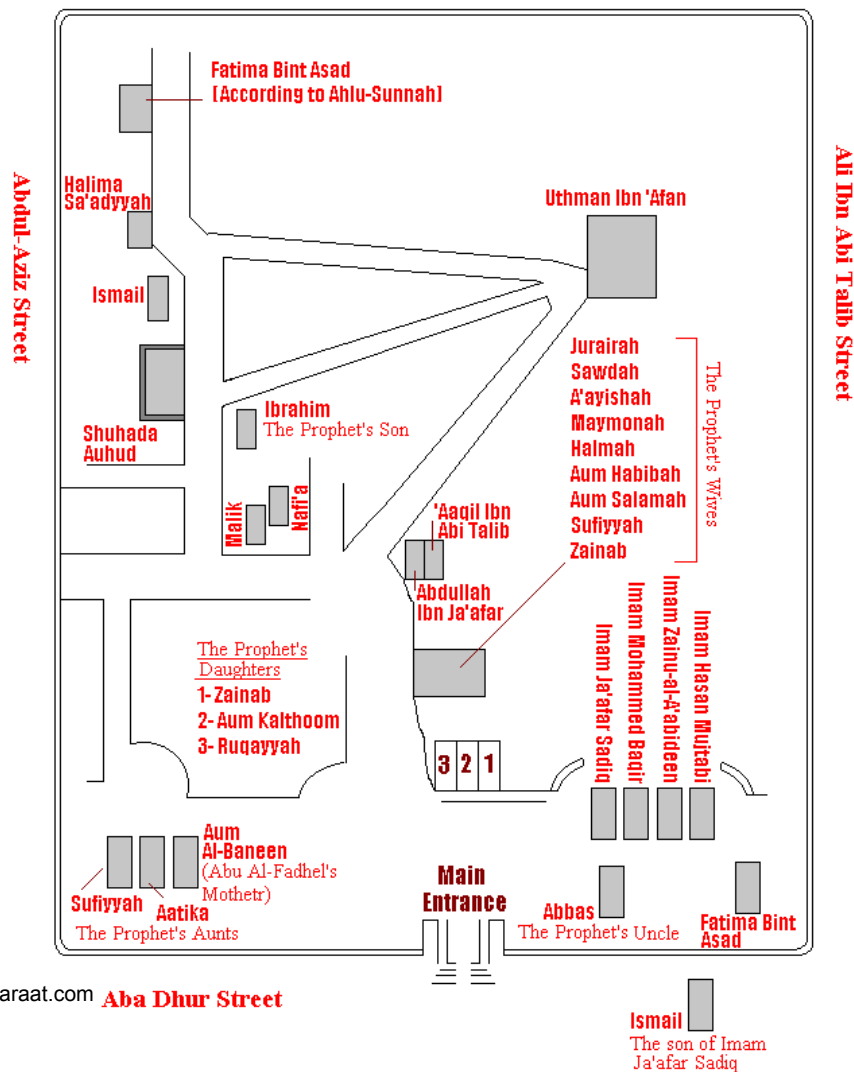 Fatima Bint Asad
[According to Ahlu-Sunnah]
Abdul-Aziz Street
Ali Ibn Abi Talib Street
Halima
Sa'adyyah
Uthman Ibn 'Afan
Ismail
Shuhada
Auhud
Ibrahim
The Prophet's Son
Malik
Nafi'a
Jurairah
Sawdah
A'ayishah
Maymonah
Halmah
Aum Habibah
Aum Salamah
Sufiyyah
Zainab
The Prophet's Wives
'Aaqil Ibn
Abi Talib
Abdullah
Ibn Ja'afar
The Prophet's
Daughters
1- Zainab
2- Aum Kalthoom
3- Ruqayyah
3 2 1
Imam Ja'afar Sadiq
Imam Mohammed Baqir
Imam Zainu-al-A'abideen
Imam Hasan Mujtabi
Aum
Al-Baneen
(Abu Al-Fadhel's
Mothetr)
Sufiyyah
Aatika
The Prophet's Aunts
Main
Entrance
Abbas
The Prophet's Uncle
Fatima Bint
Asad
araat.com
Aba Dhur Street
Ismail
The son of Imam
Ja'afar Sadiq